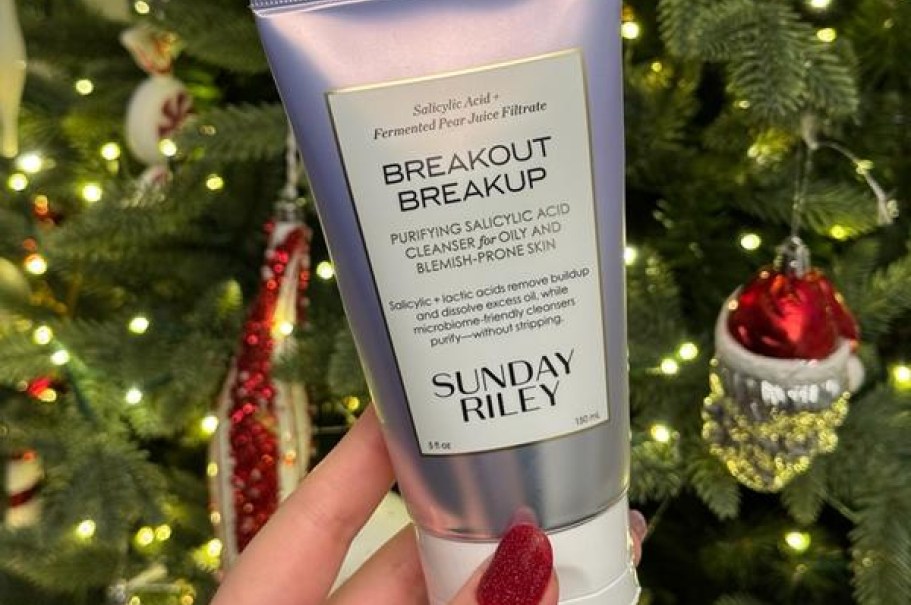 Salicylic Acid +
Fermented Pear Juice Filtrate
BREAKOUT
BREAKUP
PURIFYING SALICYLIC ACID
CLEANSER for OILY AND
BLEMISH-PRONE SKIN
Salicylic + lactic acids remove buildup
and dissolve excess oil, while
microbiome-friendly cleansers
purify—without stripping.
SUNDAY
RILEY
5 fl oz 150 mL